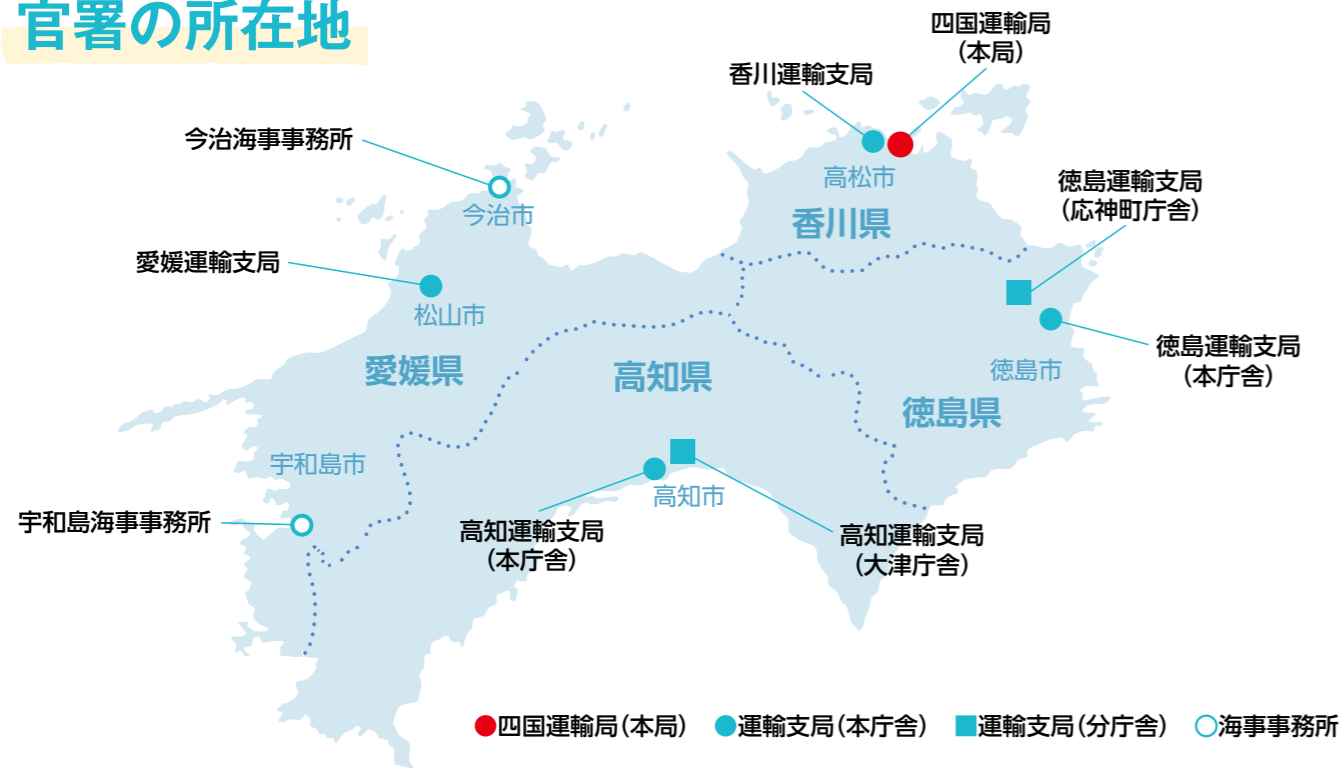 官署の所在地
四国運輸局
（本局）
香川運輸支局
今治海事事務所
高松市
徳島運輸支局
（応神町庁舎）
今治市
香川県
愛媛運輸支局
松山市
徳島運輸支局
（本庁舎）
愛媛県
高知県
徳島市
徳島県
宇和島市
高知市
宇和島海事事務所
高知運輸支局
（本庁舎）
高知運輸支局
（大津庁舎）
四国運輸局（本局）
運輸支局（本庁舎）
運輸支局（分庁舎）
海事事務所